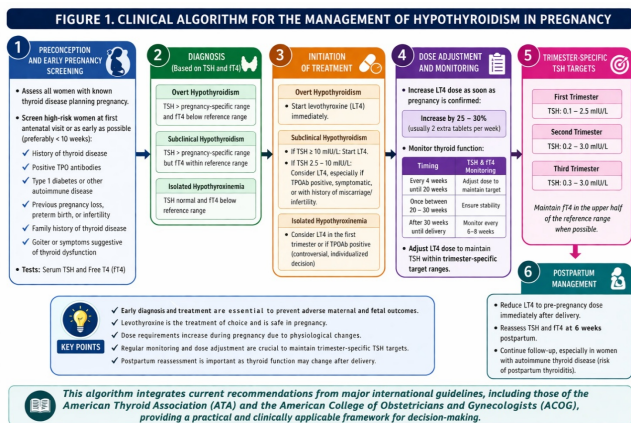 FIGURE 1. CLINICAL ALGORITHM FOR THE MANAGEMENT OF HYPOTHYROIDISM IN PREGNANCY
1
PRECONCEPTION
AND EARLY PREGNANCY
SCREENING
• Assess all women with known
thyroid disease planning pregnancy.
• Screen high-risk women at first
antenatal visit or as early as possible
(preferably < 10 weeks):
✓ History of thyroid disease
✓ Positive TPO antibodies
✓ Type 1 diabetes or other
autoimmune disease
✓ Previous pregnancy loss,
preterm birth, or infertility
✓ Family history of thyroid disease
✓ Goiter or symptoms suggestive
of thyroid dysfunction
• Tests: Serum TSH and Free T4 (fT4)
2
DIAGNOSIS
(Based on TSH and fT4)
Overt Hypothyroidism
TSH > pregnancy-specific range
and fT4 below reference range
Subclinical Hypothyroidism
TSH > pregnancy-specific range
but fT4 within reference range
Isolated Hypothyroxinemia
TSH normal and fT4 below
reference range
3
INITIATION
OF TREATMENT
Overt Hypothyroidism
• Start levothyroxine (LT4)
immediately.
Subclinical Hypothyroidism
• If TSH ≥ 10 mIU/L: Start LT4.
• If TSH 2.5 – 10 mIU/L:
Consider LT4, especially if
TPOAb positive, symptomatic, or
with history of miscarriage/
infertility.
Isolated Hypothyroxinemia
• Consider LT4 in the first
trimester or if TPOAb positive
(controversial, individualized
decision)
4
DOSE ADJUSTMENT
AND MONITORING
• Increase LT4 dose as soon as
pregnancy is confirmed:
Increase by 25 – 30%
(usually 2 extra tablets per week)
• Monitor thyroid function:
Timing TSH & fT4 Monitoring
Every 4 weeks until 20 weeks Adjust dose to maintain target
Once between 20 – 30 weeks Ensure stability
After 30 weeks until delivery Monitor every 6–8 weeks
• Adjust LT4 dose to maintain
TSH within trimester-specific
target ranges.
5
TRIMESTER-SPECIFIC
TSH TARGETS
First Trimester
TSH: 0.1 – 2.5 mIU/L
Second Trimester
TSH: 0.2 – 3.0 mIU/L
Third Trimester
TSH: 0.3 – 3.0 mIU/L
Maintain fT4 in the upper half
of the reference range
when possible.
6
POSTPARTUM
MANAGEMENT
• Reduce LT4 to pre-pregnancy dose
immediately after delivery.
• Reassess TSH and fT4 at 6 weeks
postpartum.
• Continue follow-up, especially in women
with autoimmune thyroid disease (risk
of postpartum thyroiditis).
KEY POINTS
✓ Early diagnosis and treatment are essential to prevent adverse maternal and fetal outcomes.
✓ Levothyroxine is the treatment of choice and is safe in pregnancy.
✓ Dose requirements increase during pregnancy due to physiological changes.
✓ Regular monitoring and dose adjustment are crucial to maintain trimester-specific TSH targets.
✓ Postpartum reassessment is important as thyroid function may change after delivery.
This algorithm integrates current recommendations from major international guidelines, including those of the
American Thyroid Association (ATA) and the American College of Obstetricians and Gynecologists (ACOG),
providing a practical and clinically applicable framework for decision-making.